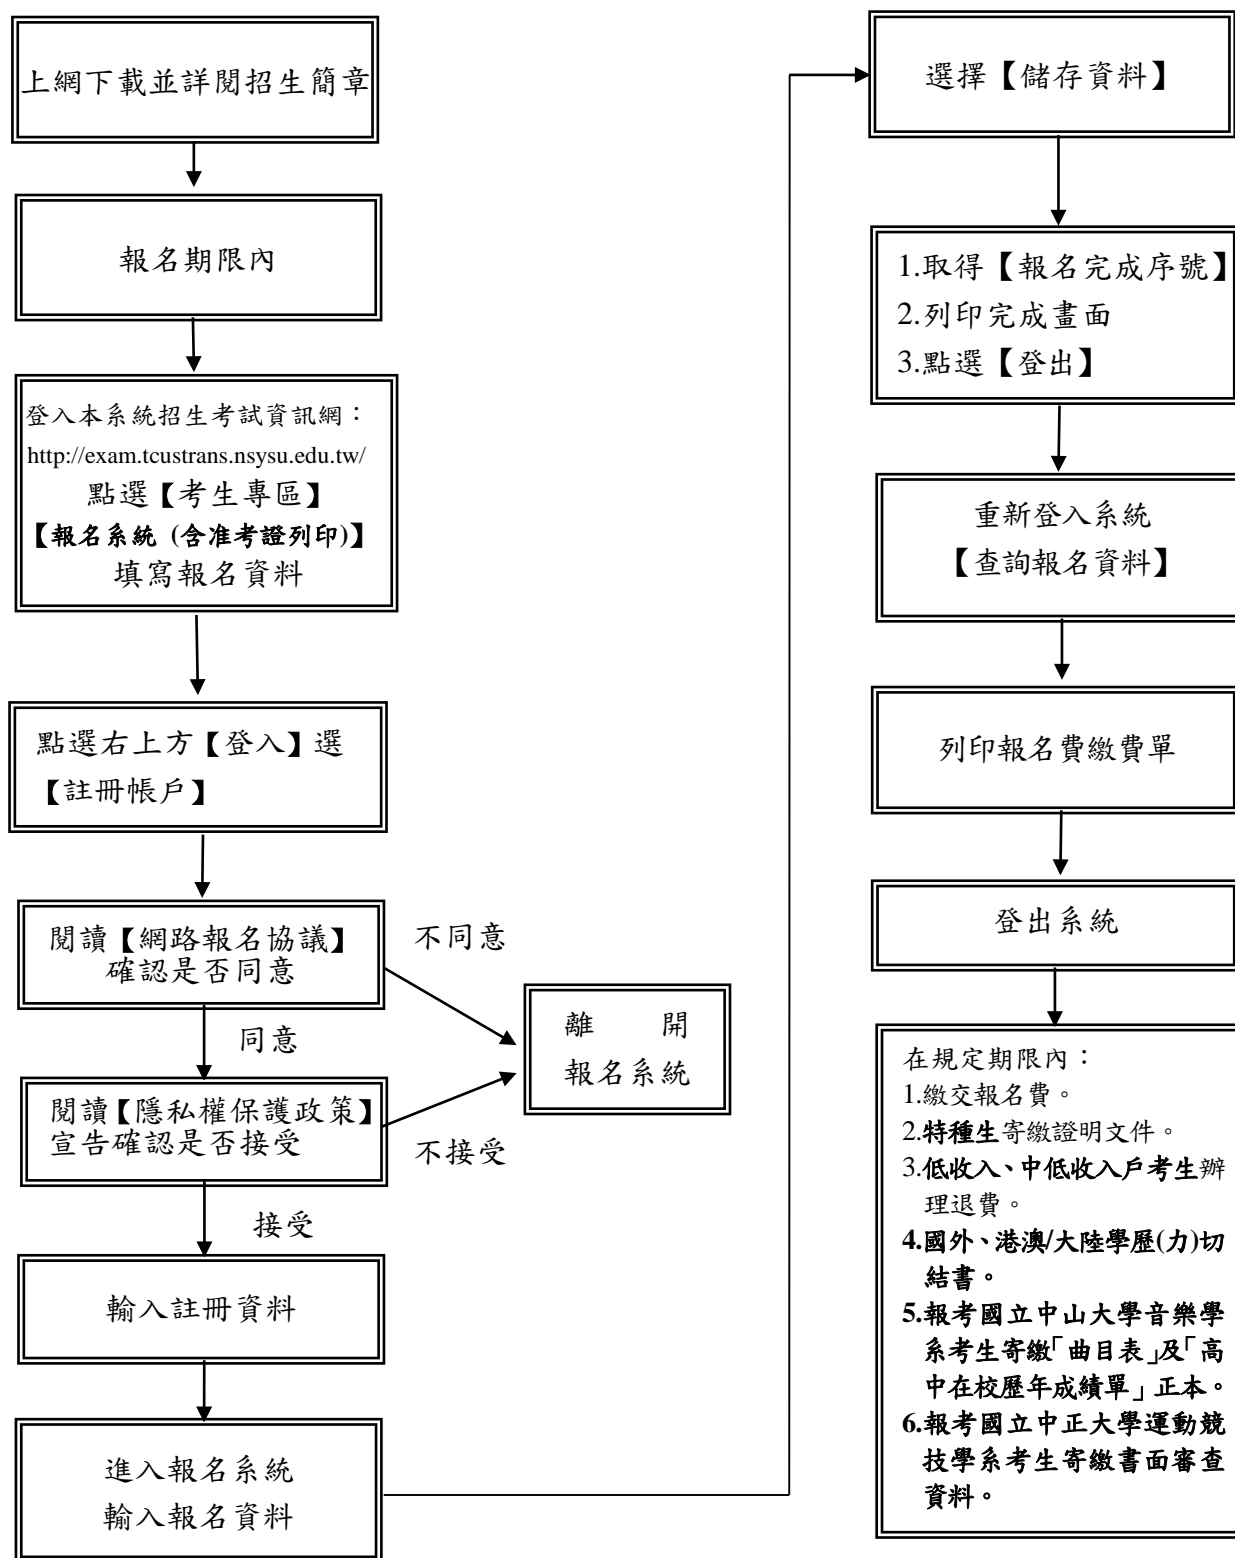 上網下載並詳閱招生簡章
報名期限內
登入本系統招生考試資訊網：
http://exam.tcustrans.nsysu.edu.tw/
點選【考生專區】
【報名系統 (含准考證列印)】
填寫報名資料
點選右上方【登入】選
【註冊帳戶】
閱讀【網路報名協議】
確認是否同意
不同意
同意
離　　開
報名系統
閱讀【隱私權保護政策】
宣告確認是否接受
不接受
接受
輸入註冊資料
進入報名系統
輸入報名資料
選擇【儲存資料】
1.取得【報名完成序號】
2.列印完成畫面
3.點選【登出】
重新登入系統
【查詢報名資料】
列印報名費繳費單
登出系統
在規定期限內：
1.繳交報名費。
2.特種生寄繳證明文件。
3.低收入、中低收入戶考生辦
理退費。
4.國外、港澳/大陸學歷(力)切
結書。
5.報考國立中山大學音樂學
系考生寄繳「曲目表」及「高
中在校歷年成績單」正本。
6.報考國立中正大學運動競
技學系考生寄繳書面審查
資料。